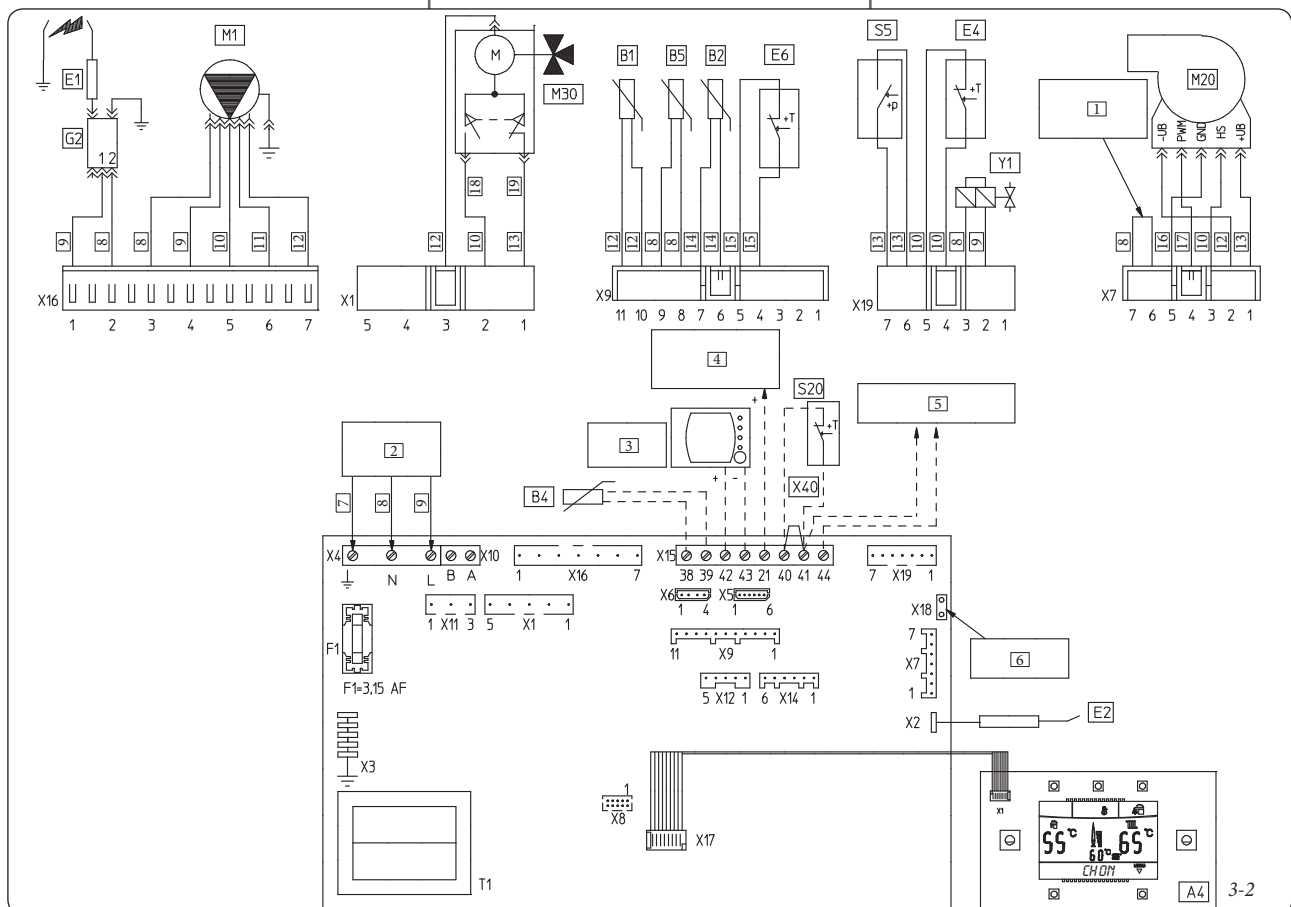 E1
G2
1 2
M1
9 8 8 9 10 11 12
X16
1 2 3 4 5 6 7
M
M30
18 19
12 10 13
X1
5 4 3 2 1
B1 B5 B2 E6
+T
12 12 8 8 14 14 15 15
X9
11 10 9 8 7 6 5 4 3 2 1
S5 E4
+p +T
Y1
13 13 10 10 8 9
X19
7 6 5 4 3 2 1
M20
1
-UB PWM GND HS +UB
8 16 17 10 12 13
X7
7 6 5 4 3 2 1
4
+
S20
+T
5
3
+ -
X40
2
B4
7 8 9
X4 N L B A X10
1 X16 7
X15 38 39 42 43 21 40 41 44
7 X19 1
X6 1 4
X5 1 6
X18
1 X11 3
5 X1 1
11 X9 1
7 X7 1
6
F1
F1=3,15 AF
5 X12 1
6 X14 1
X2 E2
X3
1
X8
X17
X1
T1
55 °C
60 °C
65 °C
CH ON
A4
3-2